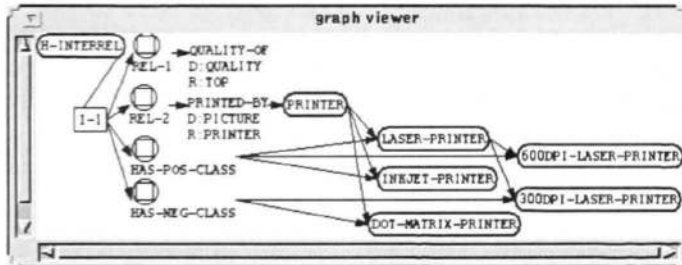 graph viewer
H-INTERREL
REL-1
QUALITY-OF
D:QUALITY
R:TOP
I-1
REL-2
PRINTED-BY
D:PICTURE
R:PRINTER
PRINTER
LASER-PRINTER
600DPI-LASER-PRINTER
HAS-POS-CLASS
INKJET-PRINTER
300DPI-LASER-PRINTER
HAS-NEG-CLASS
DOT-MATRIX-PRINTER